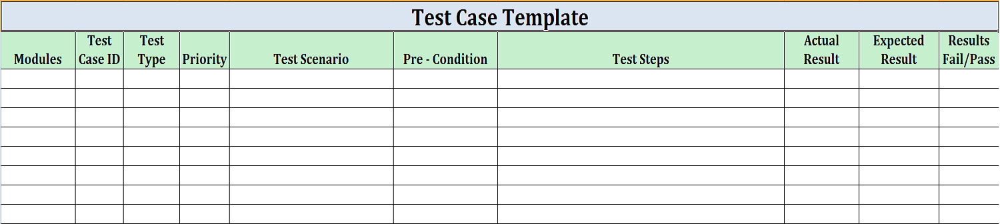 Test Case Template
Modules
Test
Case ID
Test
Type
Priority
Test Scenario
Pre - Condition
Test Steps
Actual
Result
Expected
Result
Results
Fail/Pass